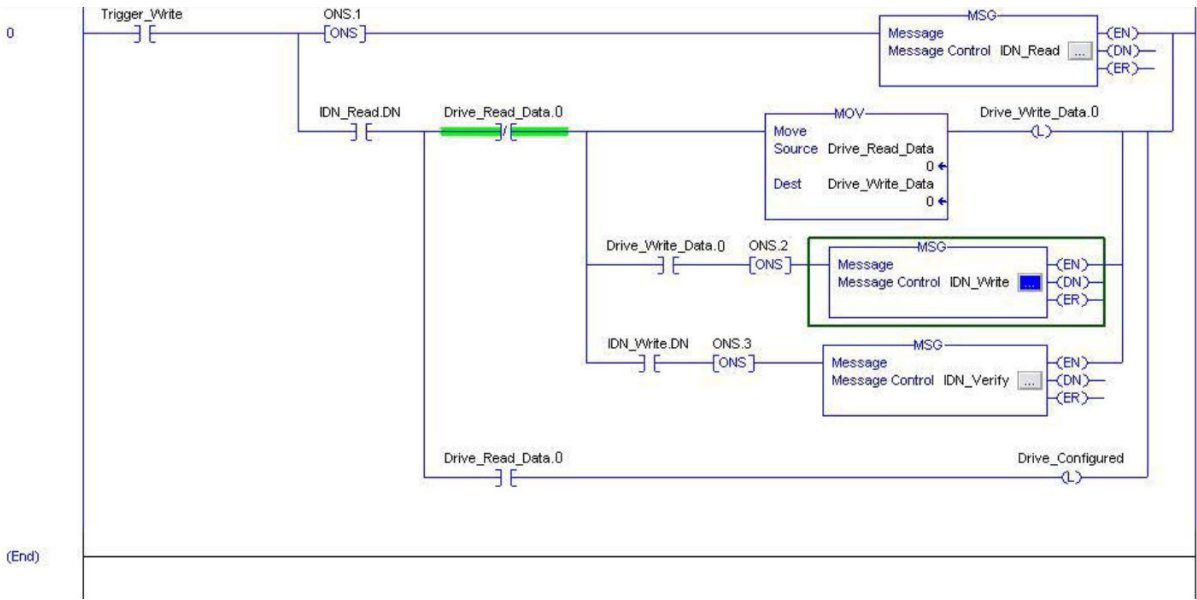 Trigger_Write ONS.1 MSG
0 ONS Message EN
Message Control IDN_Read ... DN
ER
IDN_Read.DN Drive_Read_Data.0 MOV Drive_Write_Data.0
Move L
Source Drive_Read_Data
0
Dest Drive_Write_Data
0
Drive_Write_Data.0 ONS.2 MSG
ONS Message EN
Message Control IDN_Write ... DN
ER
IDN_Write.DN ONS.3 MSG
ONS Message EN
Message Control IDN_Verify ... DN
ER
Drive_Read_Data.0 Drive_Configured
L
(End)